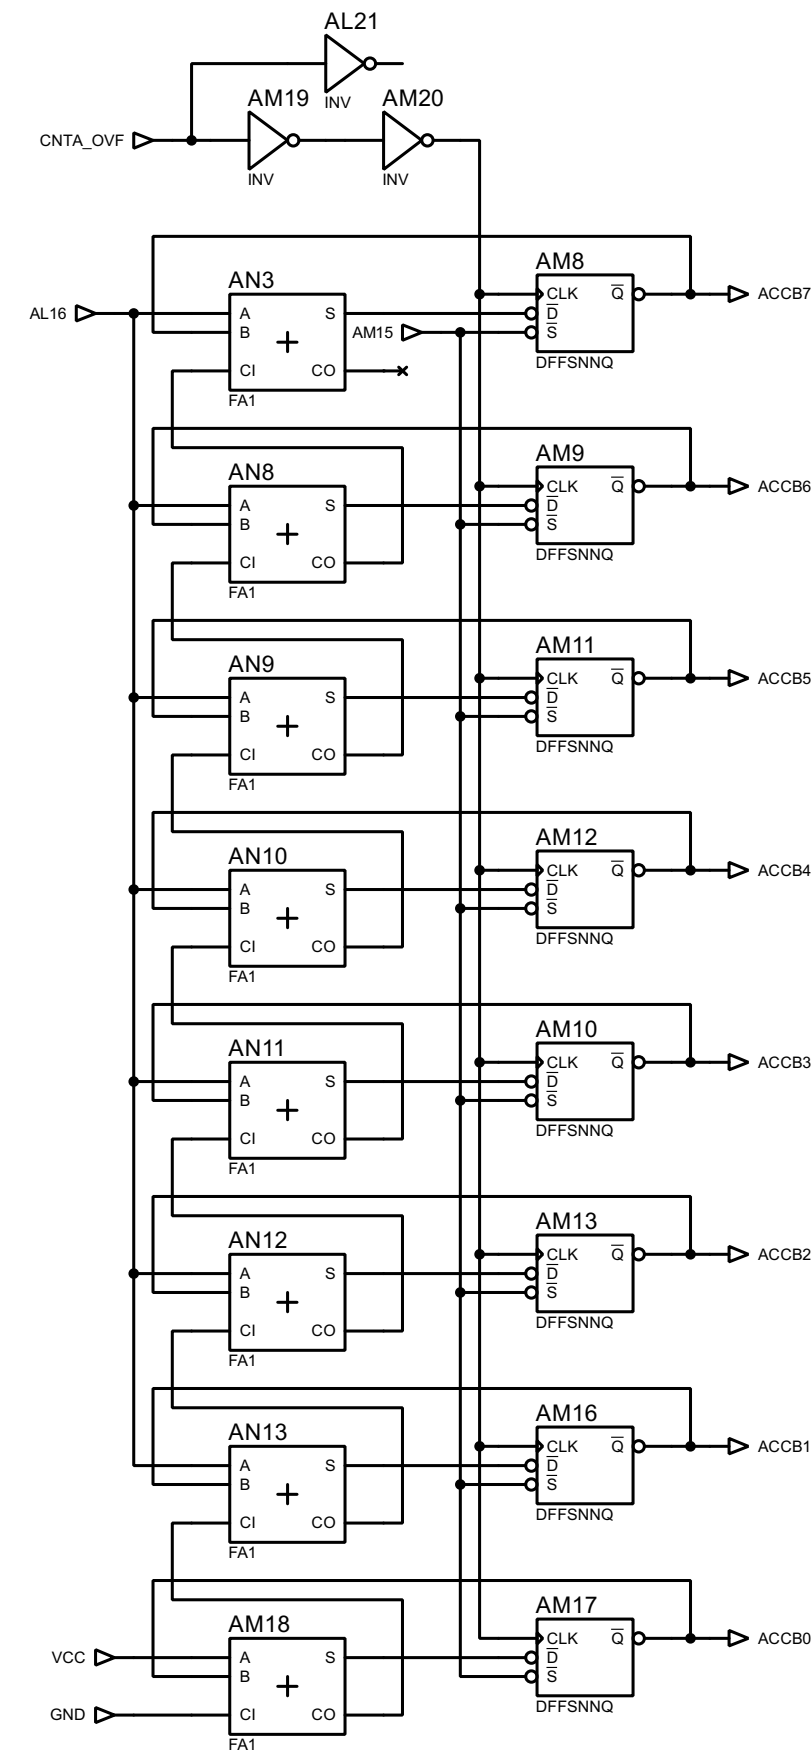 AL21
INV
AM19
AM20
CNTA_OVF
INV
INV
AM8
AN3
CLK Q̅
ACCB7
AL16
A S
D̅
B
AM15
S̅
CI CO
DFFSNNQ
FA1
AM9
AN8
CLK Q̅
ACCB6
A S
D̅
B
S̅
CI CO
DFFSNNQ
FA1
AM11
AN9
CLK Q̅
ACCB5
A S
D̅
B
S̅
CI CO
DFFSNNQ
FA1
AM12
AN10
CLK Q̅
ACCB4
A S
D̅
B
S̅
CI CO
DFFSNNQ
FA1
AM10
AN11
CLK Q̅
ACCB3
A S
D̅
B
S̅
CI CO
DFFSNNQ
FA1
AM13
AN12
CLK Q̅
ACCB2
A S
D̅
B
S̅
CI CO
DFFSNNQ
FA1
AM16
AN13
CLK Q̅
ACCB1
A S
D̅
B
S̅
CI CO
DFFSNNQ
FA1
AM17
AM18
CLK Q̅
ACCB0
VCC
A S
D̅
B
S̅
GND
CI CO
DFFSNNQ
FA1